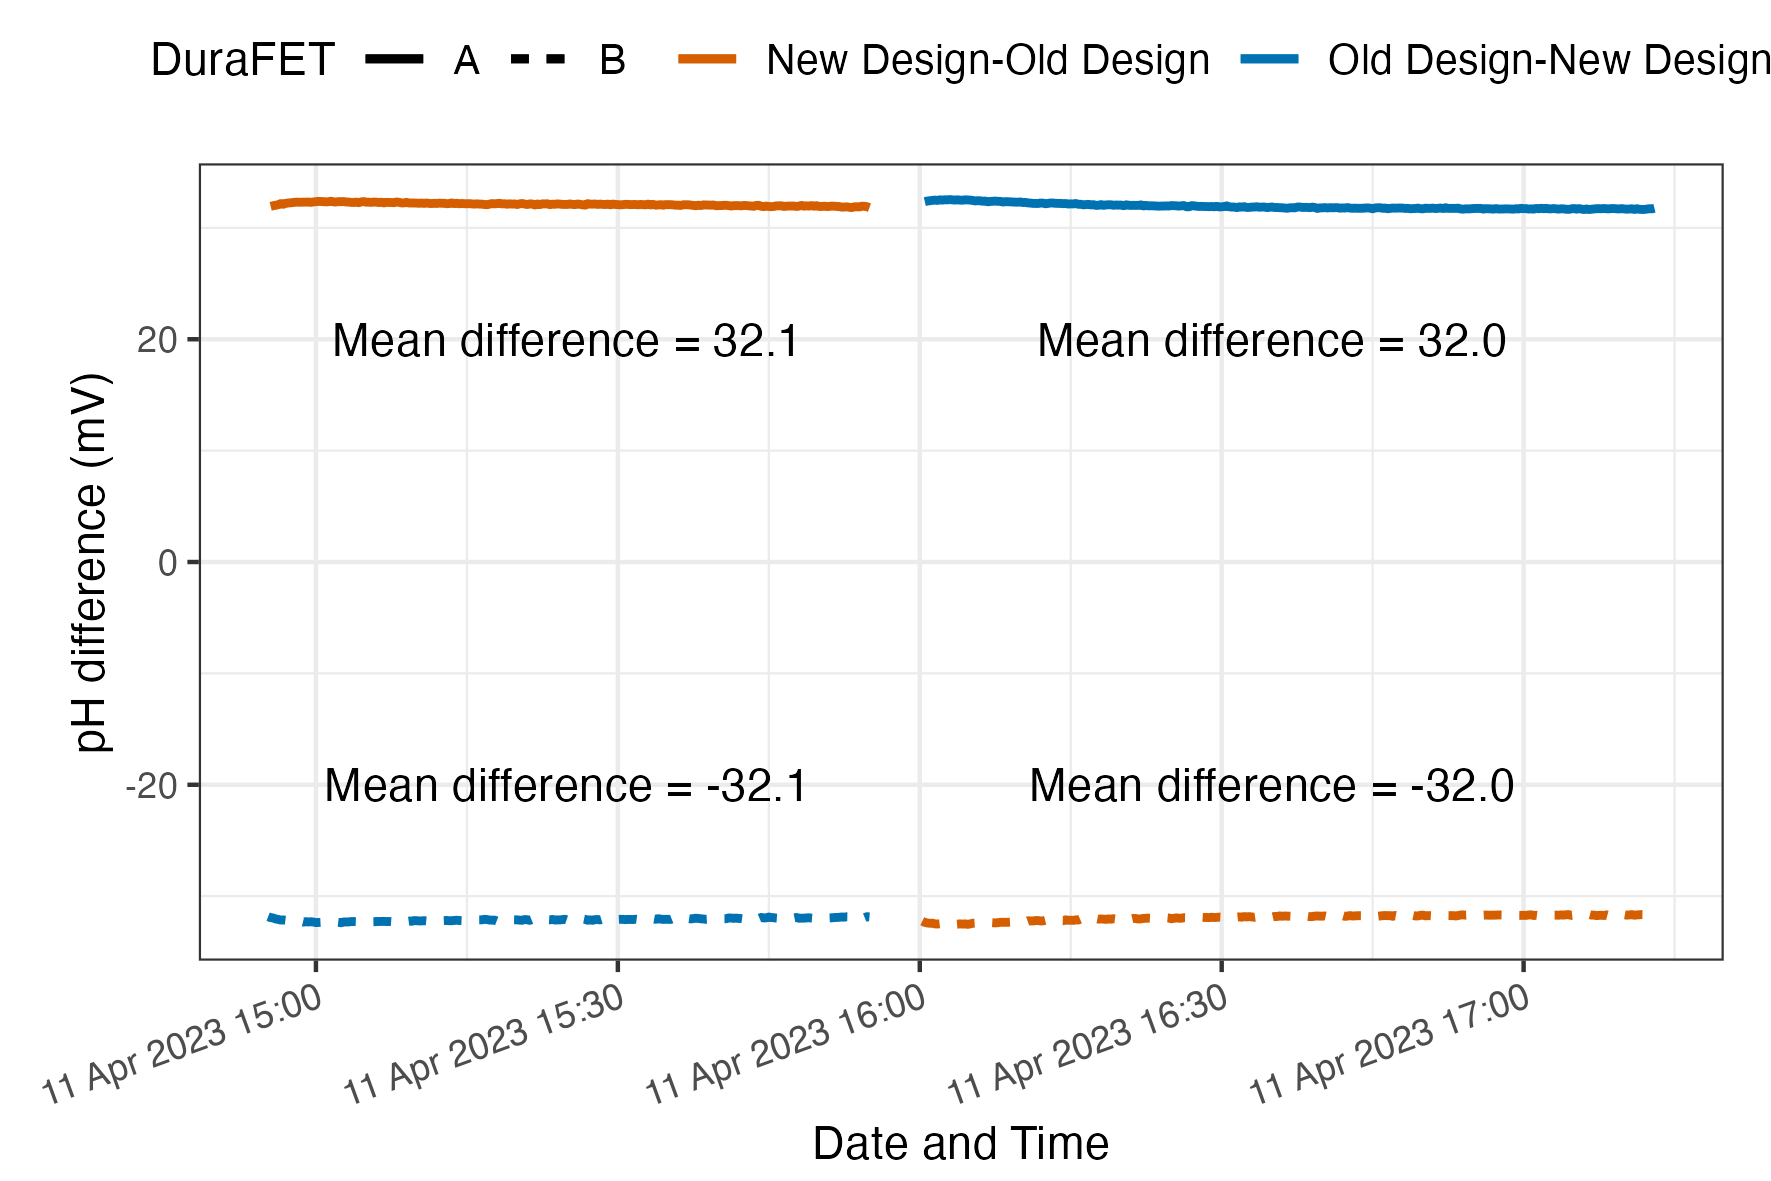 DuraFET A B New Design-Old Design Old Design-New Design
pH difference (mV)
20
0
-20
Mean difference = 32.1
Mean difference = 32.0
Mean difference = -32.1
Mean difference = -32.0
11 Apr 2023 15:00
11 Apr 2023 15:30
11 Apr 2023 16:00
11 Apr 2023 16:30
11 Apr 2023 17:00
Date and Time